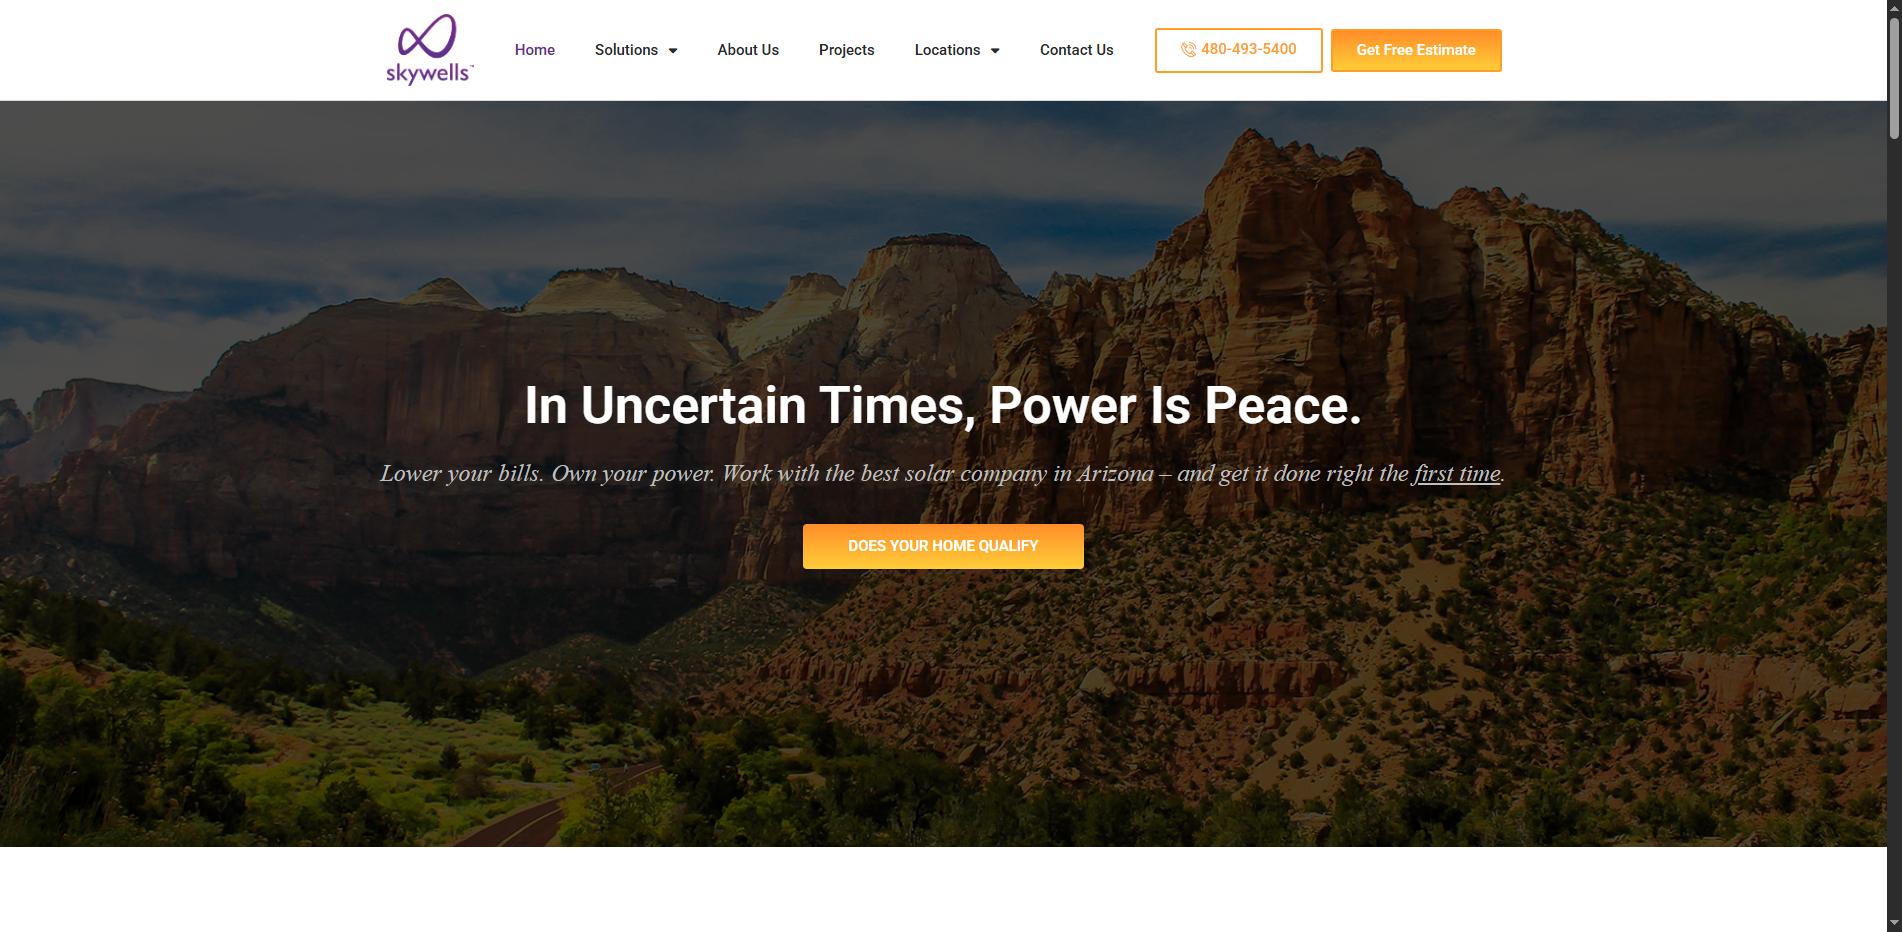 skywells™
Home
Solutions
About Us
Projects
Locations
Contact Us
480-493-5400
Get Free Estimate
In Uncertain Times, Power Is Peace.
Lower your bills. Own your power. Work with the best solar company in Arizona – and get it done right the first time.
DOES YOUR HOME QUALIFY